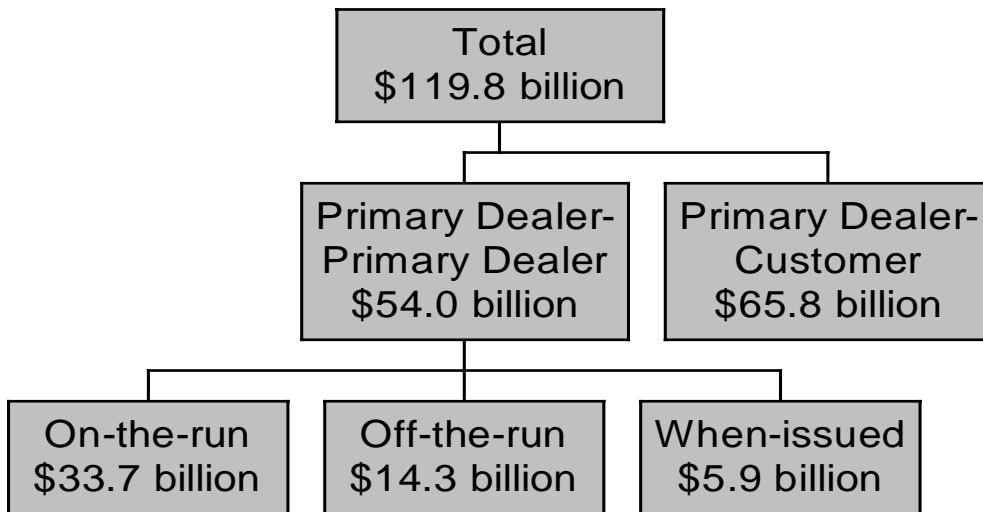 Total
$119.8 billion
Primary Dealer-
Primary Dealer
$54.0 billion
Primary Dealer-
Customer
$65.8 billion
On-the-run
$33.7 billion
Off-the-run
$14.3 billion
When-issued
$5.9 billion